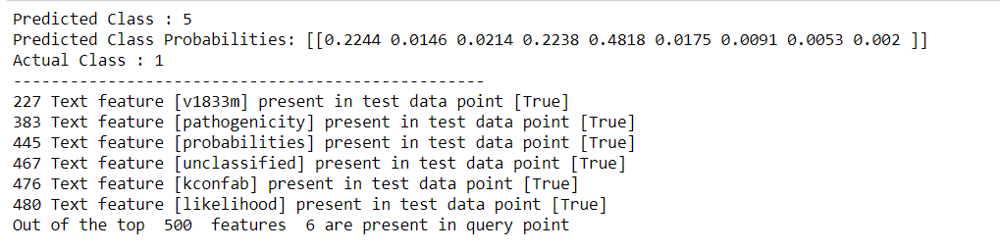 Predicted Class : 5
Predicted Class Probabilities: [[0.2244 0.0146 0.0214 0.2238 0.4818 0.0175 0.0091 0.0053 0.002 ]]
Actual Class : 1
--------------------------------------------------
227 Text feature [v1833m] present in test data point [True]
383 Text feature [pathogenicity] present in test data point [True]
445 Text feature [probabilities] present in test data point [True]
467 Text feature [unclassified] present in test data point [True]
476 Text feature [kconfab] present in test data point [True]
480 Text feature [likelihood] present in test data point [True]
Out of the top  500  features  6 are present in query point